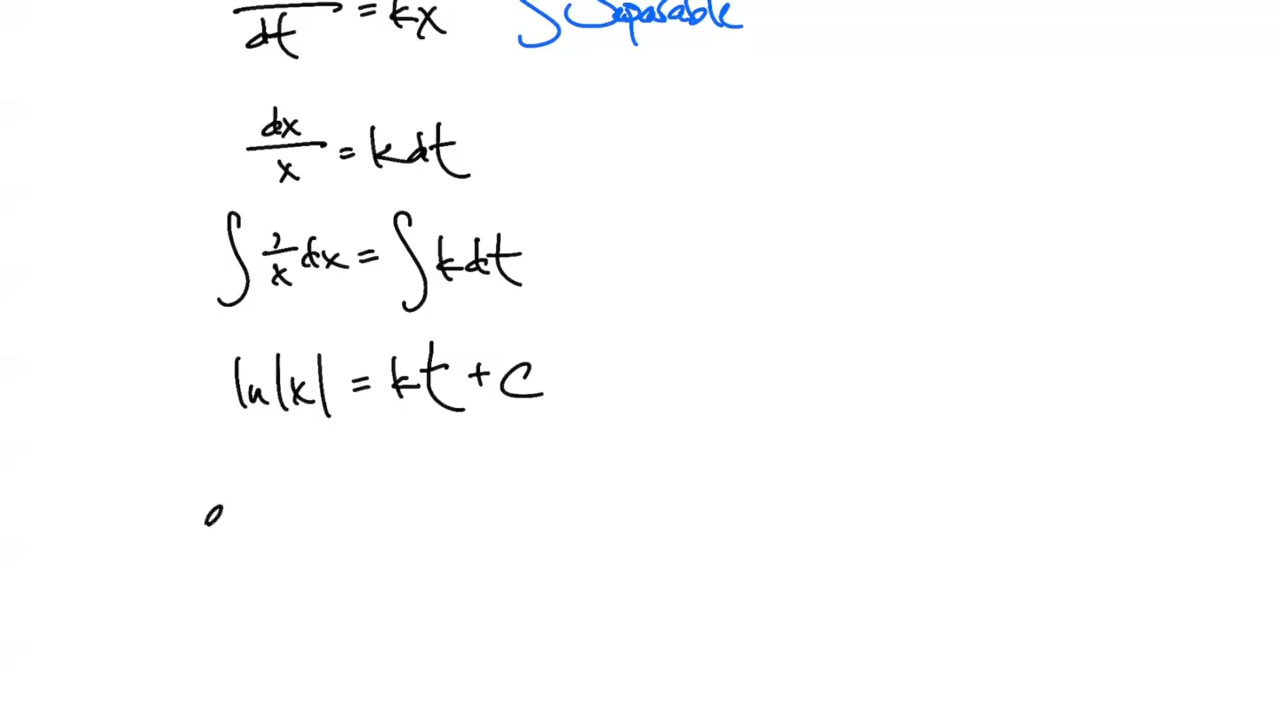 dt = kx ∫ Separable
dx/x = k dt
∫ 1/x dx = ∫ k dt
ln|x| = kt + C